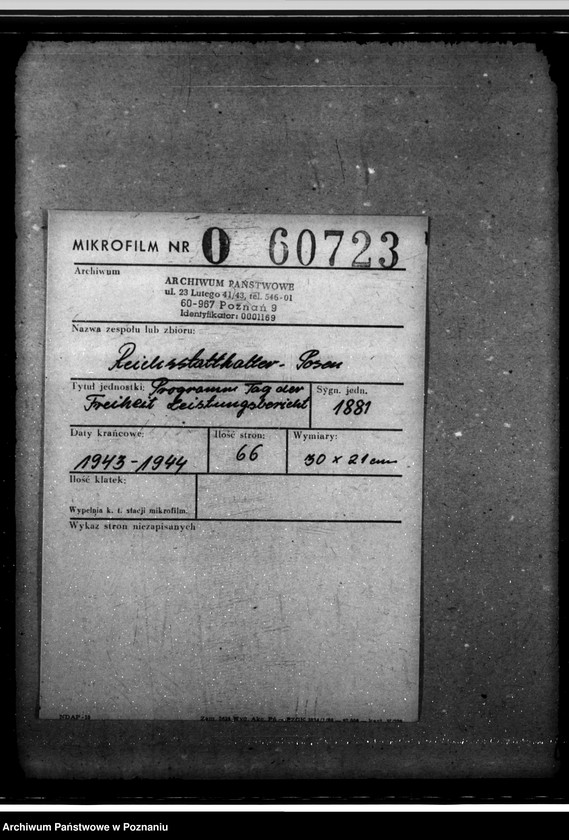 MIKROFILM NR O 60723
Archiwum
ARCHIWUM PAŃSTWOWE
ul. 23 Lutego 41/43, tel. 546-01
60-967 Poznań 9
Identyfikator: 0001169
Nazwa zespołu lub zbioru:
Reichsstatthalter - Posen
Tytuł jednostki: Programm Tag der
Freiheit Leistungsbericht
Sygn. jedn.
1881
Daty krańcowe:
1943-1944
Ilość stron:
66
Wymiary:
30 x 21 cm
Ilość klatek:
Wypełnia k. t. stacji mikrofilm.
Wykaz stron niezapisanych
Archiwum Państwowe w Poznaniu